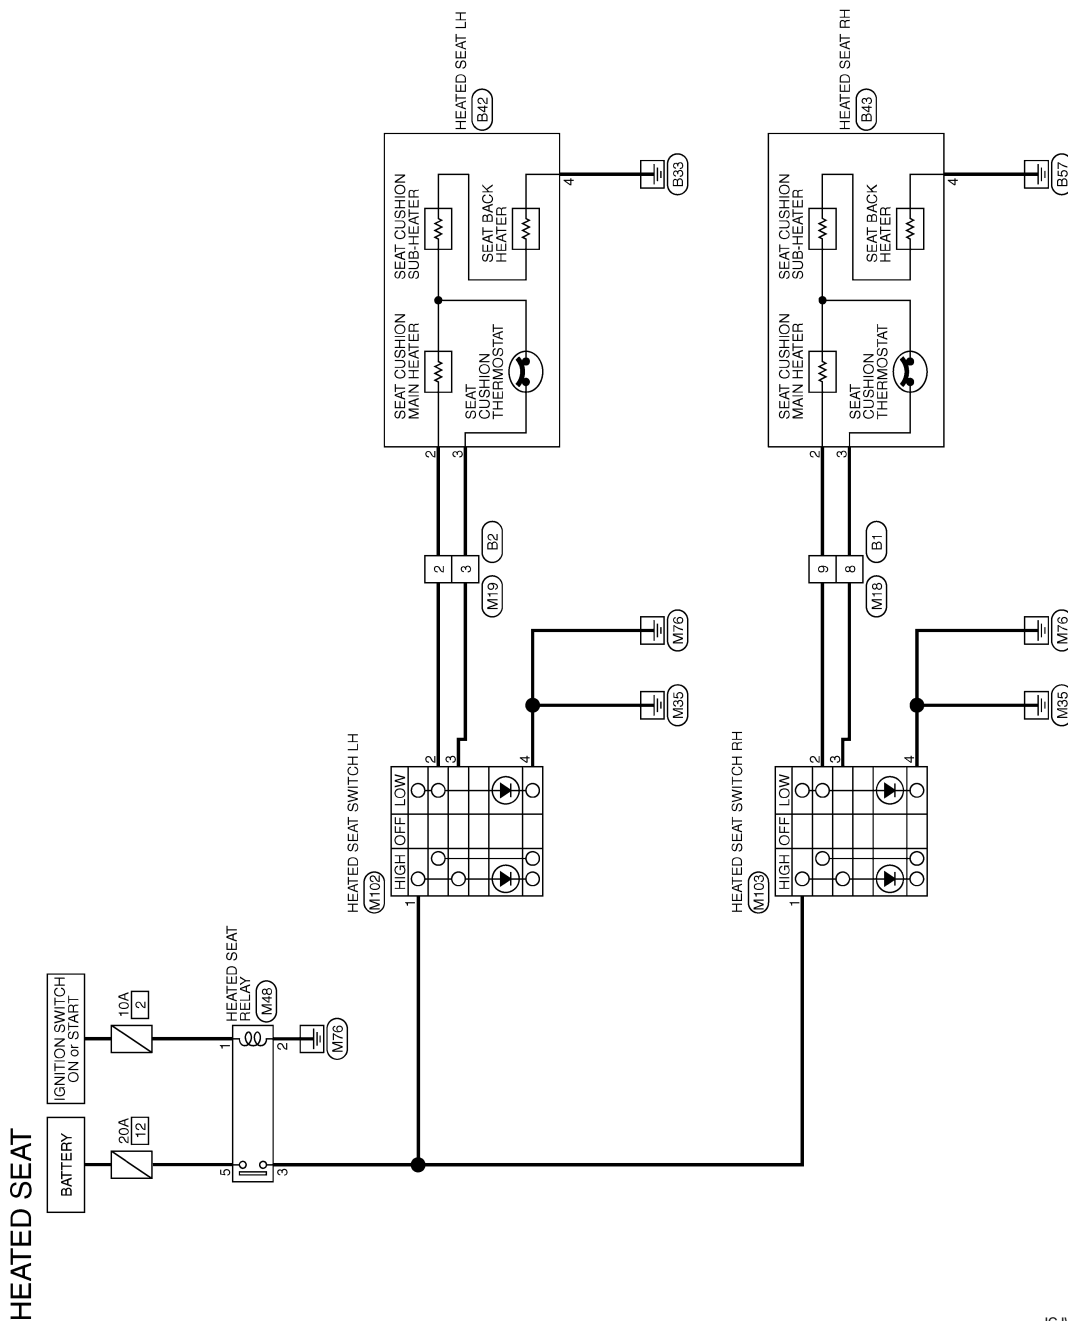 HEATED SEAT
BATTERY
20A
12
5
3
IGNITION SWITCH
ON or START
10A
2
1
2
HEATED SEAT
RELAY
M48
M76
HEATED SEAT SWITCH LH
M102
HIGH
OFF
LOW
1
2
3
4
M35
M76
M19
B2
2
3
HEATED SEAT LH
B42
2
3
SEAT CUSHION
MAIN HEATER
SEAT CUSHION
SUB-HEATER
SEAT
CUSHION
THERMOSTAT
SEAT BACK
HEATER
4
B33
HEATED SEAT SWITCH RH
M103
HIGH
OFF
LOW
1
2
3
4
M35
M76
M18
B1
9
8
HEATED SEAT RH
B43
2
3
SEAT CUSHION
MAIN HEATER
SEAT CUSHION
SUB-HEATER
SEAT
CUSHION
THERMOSTAT
SEAT BACK
HEATER
4
B57